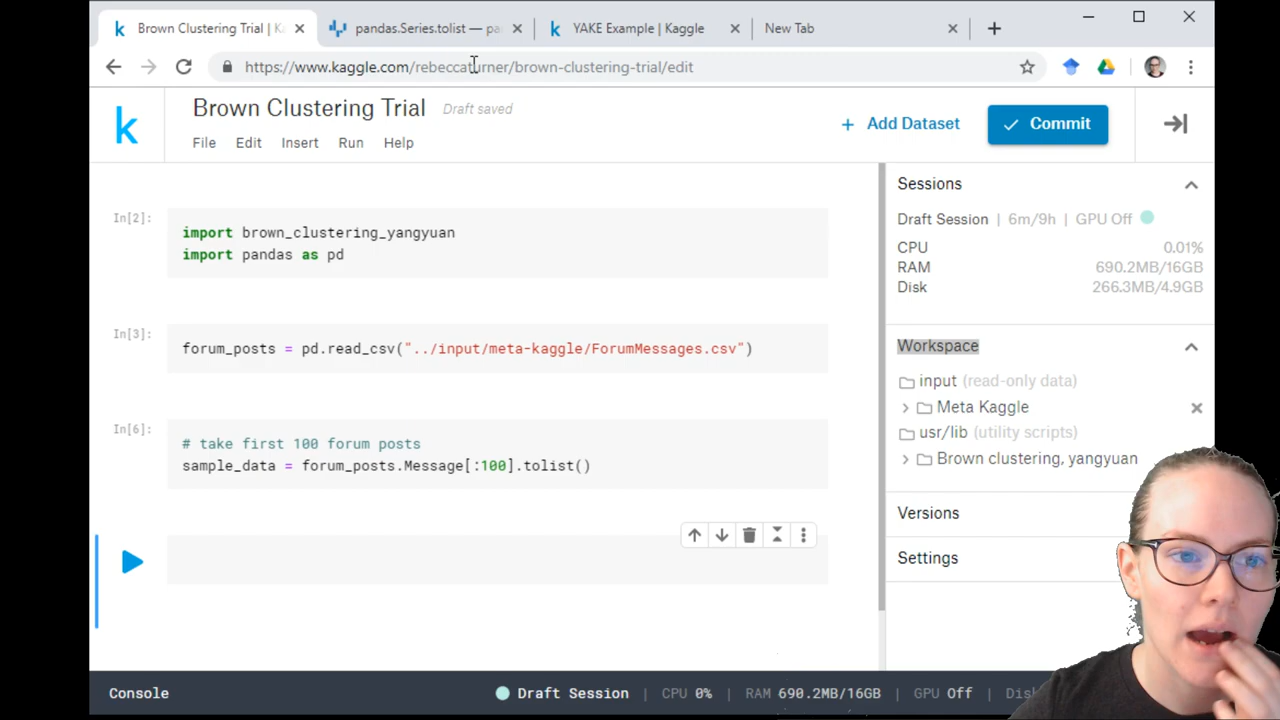 Brown Clustering Trial | K
pandas.Series.tolist — pa
YAKE Example | Kaggle
New Tab
https://www.kaggle.com/rebeccaturner/brown-clustering-trial/edit
Brown Clustering Trial
Draft saved
File
Edit
Insert
Run
Help
+ Add Dataset
Commit
In[2]:
import brown_clustering_yangyuan
import pandas as pd
In[3]:
forum_posts = pd.read_csv("../input/meta-kaggle/ForumMessages.csv")
In[6]:
# take first 100 forum posts
sample_data = forum_posts.Message[:100].tolist()
Sessions
Draft Session | 6m/9h | GPU Off
CPU 0.01%
RAM 690.2MB/16GB
Disk 266.3MB/4.9GB
Workspace
input (read-only data)
Meta Kaggle
usr/lib (utility scripts)
Brown clustering, yangyuan
Versions
Settings
Console
Draft Session | CPU 0% | RAM 690.2MB/16GB | GPU Off | Disk